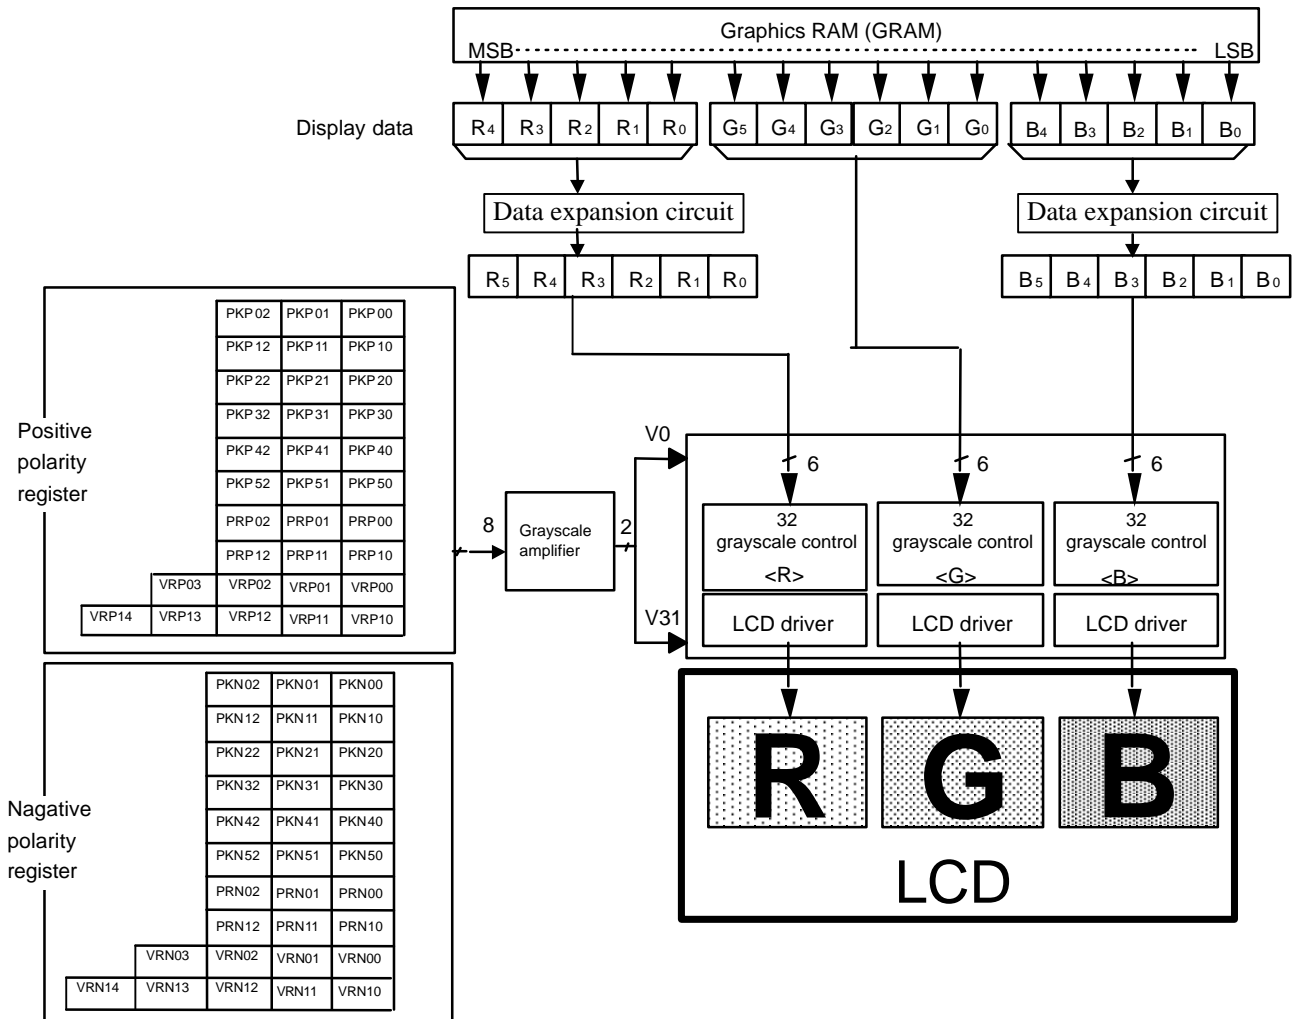 Graphics RAM (GRAM)
MSB LSB
Display data
R4 R3 R2 R1 R0 G5 G4 G3 G2 G1 G0 B4 B3 B2 B1 B0
Data expansion circuit Data expansion circuit
R5 R4 R3 R2 R1 R0 B5 B4 B3 B2 B1 B0
Positive
polarity
register
PKP02 PKP01 PKP00
PKP12 PKP11 PKP10
PKP22 PKP21 PKP20
PKP32 PKP31 PKP30
PKP42 PKP41 PKP40
PKP52 PKP51 PKP50
PRP02 PRP01 PRP00
PRP12 PRP11 PRP10
VRP03 VRP02 VRP01 VRP00
VRP14 VRP13 VRP12 VRP11 VRP10
8
Grayscale
amplifier
2
V0
V31
6 6 6
32 32 32
grayscale control grayscale control grayscale control
<R> <G> <B>
LCD driver LCD driver LCD driver
R G B
LCD
Nagative
polarity
register
PKN02 PKN01 PKN00
PKN12 PKN11 PKN10
PKN22 PKN21 PKN20
PKN32 PKN31 PKN30
PKN42 PKN41 PKN40
PKN52 PKN51 PKN50
PRN02 PRN01 PRN00
PRN12 PRN11 PRN10
VRN03 VRN02 VRN01 VRN00
VRN14 VRN13 VRN12 VRN11 VRN10